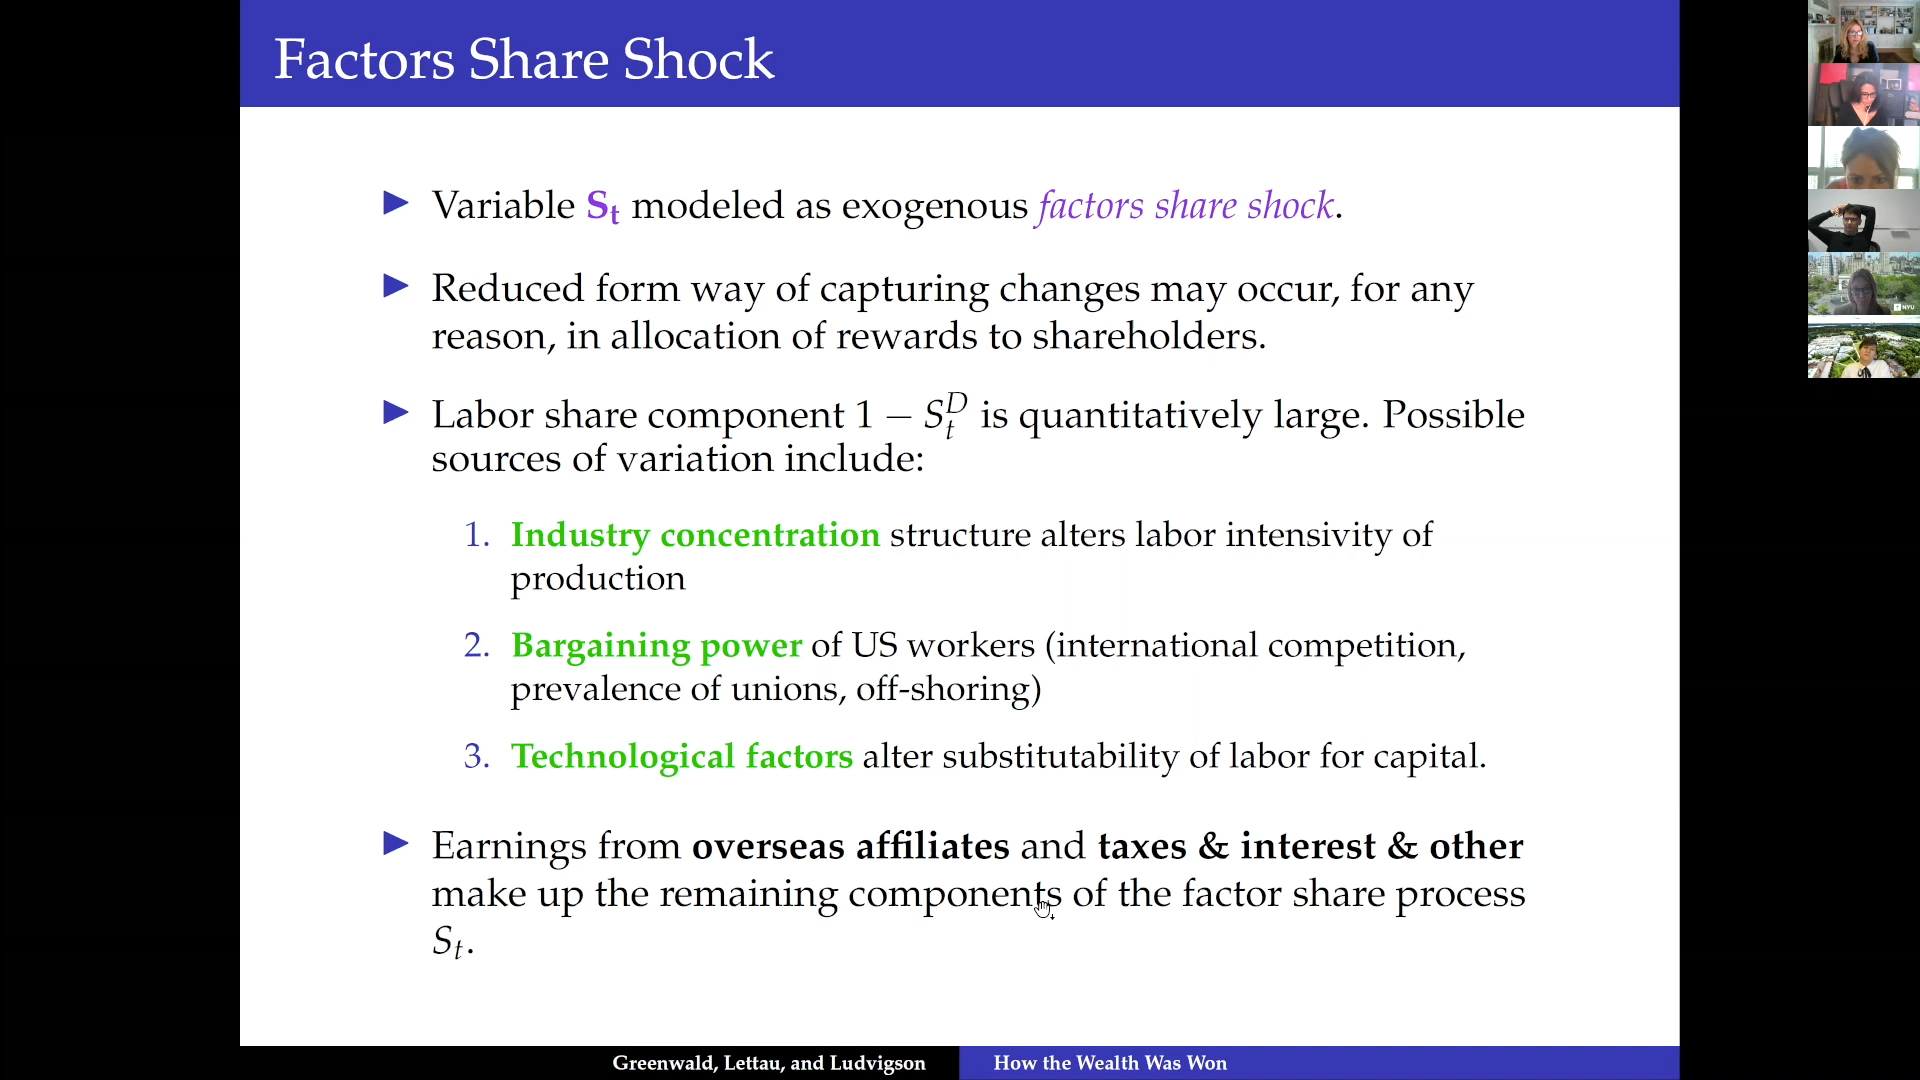 Factors Share Shock
▶ Variable Sₜ modeled as exogenous factors share shock.
▶ Reduced form way of capturing changes may occur, for any
reason, in allocation of rewards to shareholders.
▶ Labor share component 1 − Sₜᴰ is quantitatively large. Possible
sources of variation include:
1. Industry concentration structure alters labor intensivity of
production
2. Bargaining power of US workers (international competition,
prevalence of unions, off-shoring)
3. Technological factors alter substitutability of labor for capital.
▶ Earnings from overseas affiliates and taxes & interest & other
make up the remaining components of the factor share process
Sₜ.
Greenwald, Lettau, and Ludvigson
How the Wealth Was Won
NYU